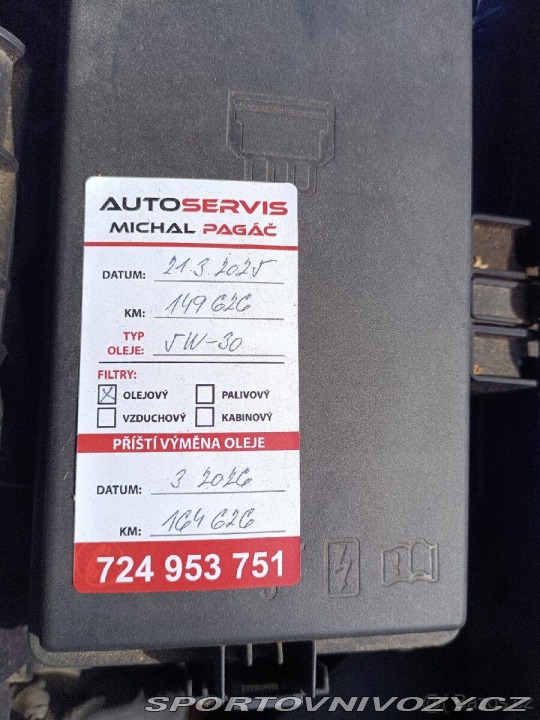 AUTOSERVIS
MICHAL PAGÁČ
DATUM: 21.3.2025
KM: 149 626
TYP OLEJE: 5W-30
FILTRY:
☒ OLEJOVÝ ☐ PALIVOVÝ
☐ VZDUCHOVÝ ☐ KABINOVÝ
PŘÍŠTÍ VÝMĚNA OLEJE
DATUM: 3 2026
KM: 164 626
724 953 751
SPORTOVNIVOZY.CZ